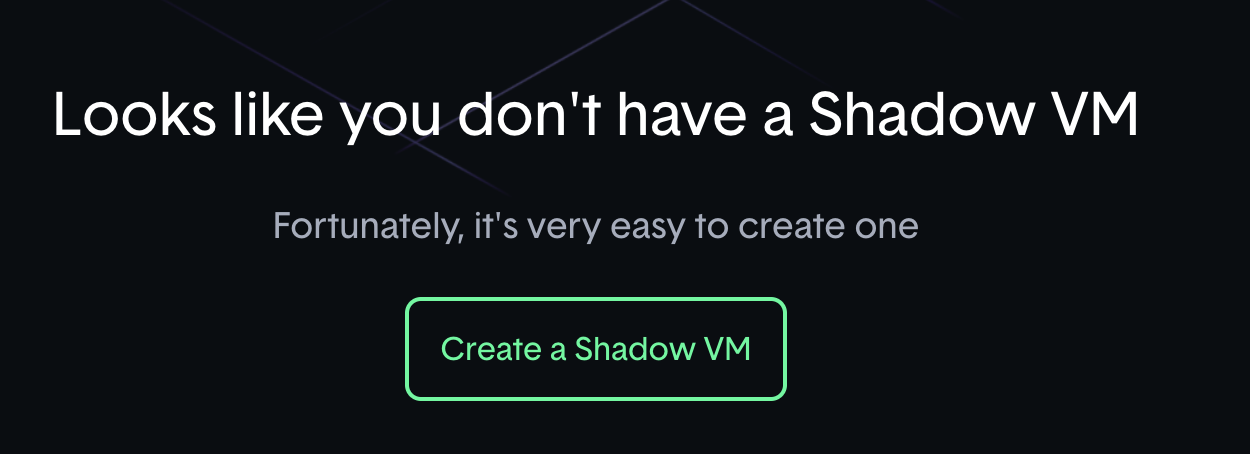 Looks like you don't have a Shadow VM
Fortunately, it's very easy to create one
Create a Shadow VM